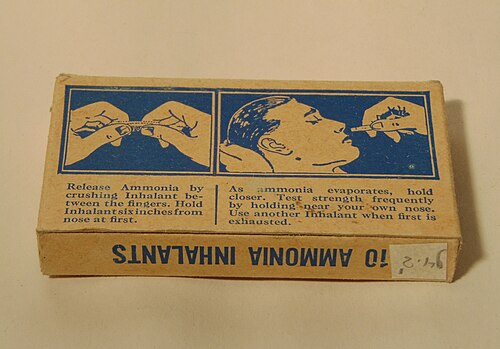 Release Ammonia by
crushing Inhalant be-
tween the fingers. Hold
Inhalant six inches from
nose at first.
As ammonia evaporates, hold
closer. Test strength frequently
by holding near your own nose.
Use another Inhalant when first is
exhausted.
10 AMMONIA INHALANTS
94.2